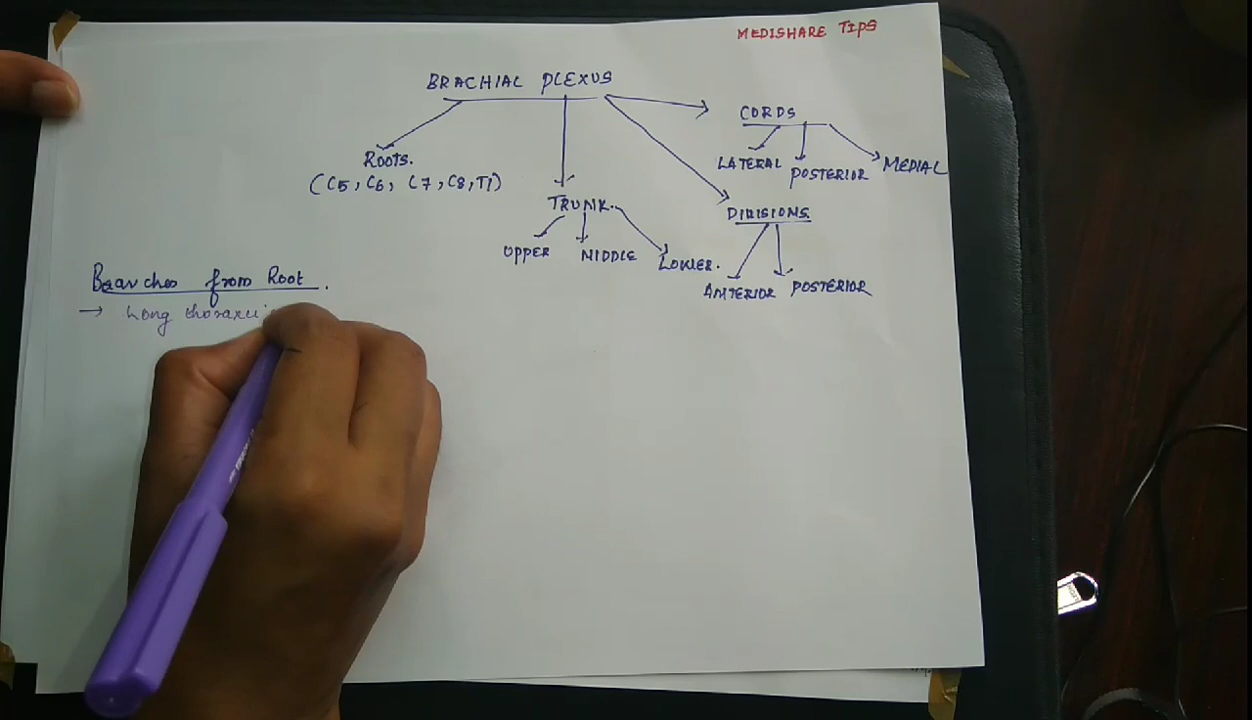 MEDISHARE TIPS
BRACHIAL PLEXUS
ROOTS.
(C5, C6, C7, C8, T1)
TRUNK.
UPPER
MIDDLE
LOWER.
CORDS
LATERAL
POSTERIOR
MEDIAL
DIVISIONS
ANTERIOR
POSTERIOR
Branches from Root.
→ Long thoracic